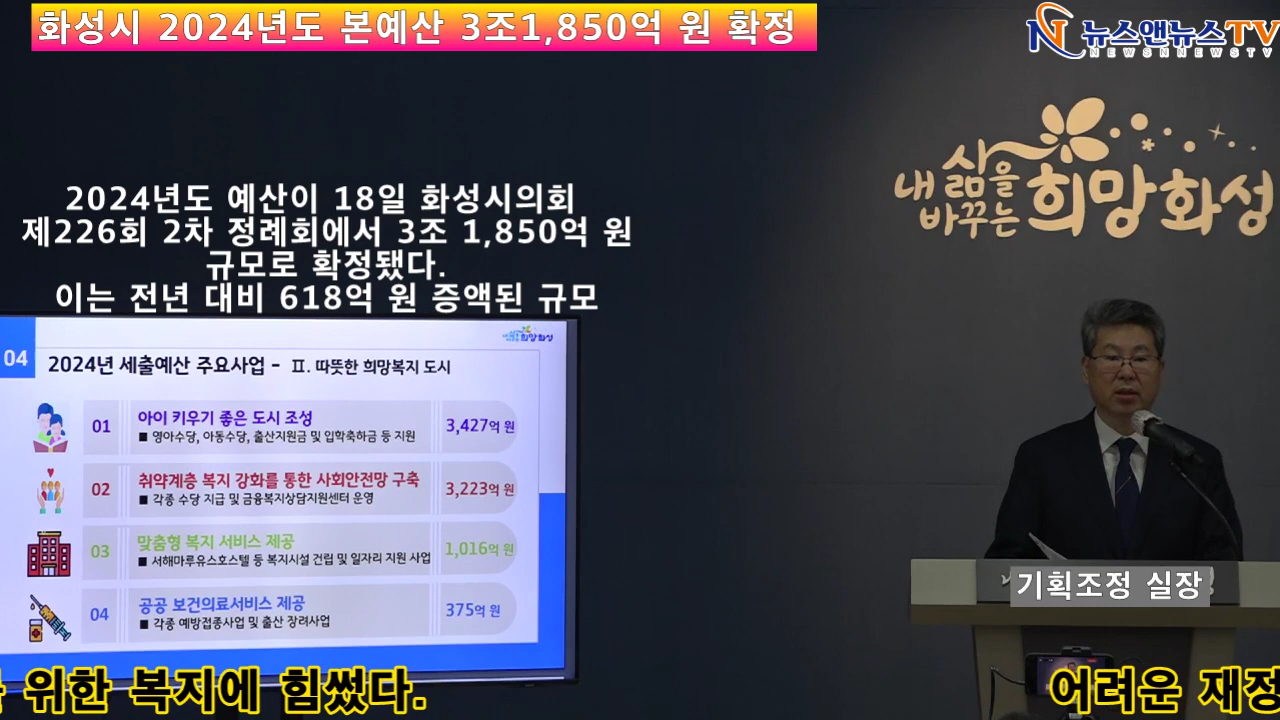 화성시 2024년도 본예산 3조1,850억 원 확정
뉴스앤뉴스TV
NEWSNNEWSTV
내 삶을
바꾸는
희망화성
2024년도 예산이 18일 화성시의회
제226회 2차 정례회에서 3조 1,850억 원
규모로 확정됐다.
이는 전년 대비 618억 원 증액된 규모
희망화성
04
2024년 세출예산 주요사업 - Ⅱ. 따뜻한 희망복지 도시
01
아이 키우기 좋은 도시 조성
■ 영아수당, 아동수당, 출산지원금 및 입학축하금 등 지원
3,427억 원
02
취약계층 복지 강화를 통한 사회안전망 구축
■ 각종 수당 지급 및 금융복지상담지원센터 운영
3,223억 원
03
맞춤형 복지 서비스 제공
■ 서해마루유스호스텔 등 복지시설 건립 및 일자리 지원 사업
1,016억 원
04
공공 보건의료서비스 제공
■ 각종 예방접종사업 및 출산 장려사업
375억 원
기획조정 실장
위한 복지에 힘썼다.
어려운 재정